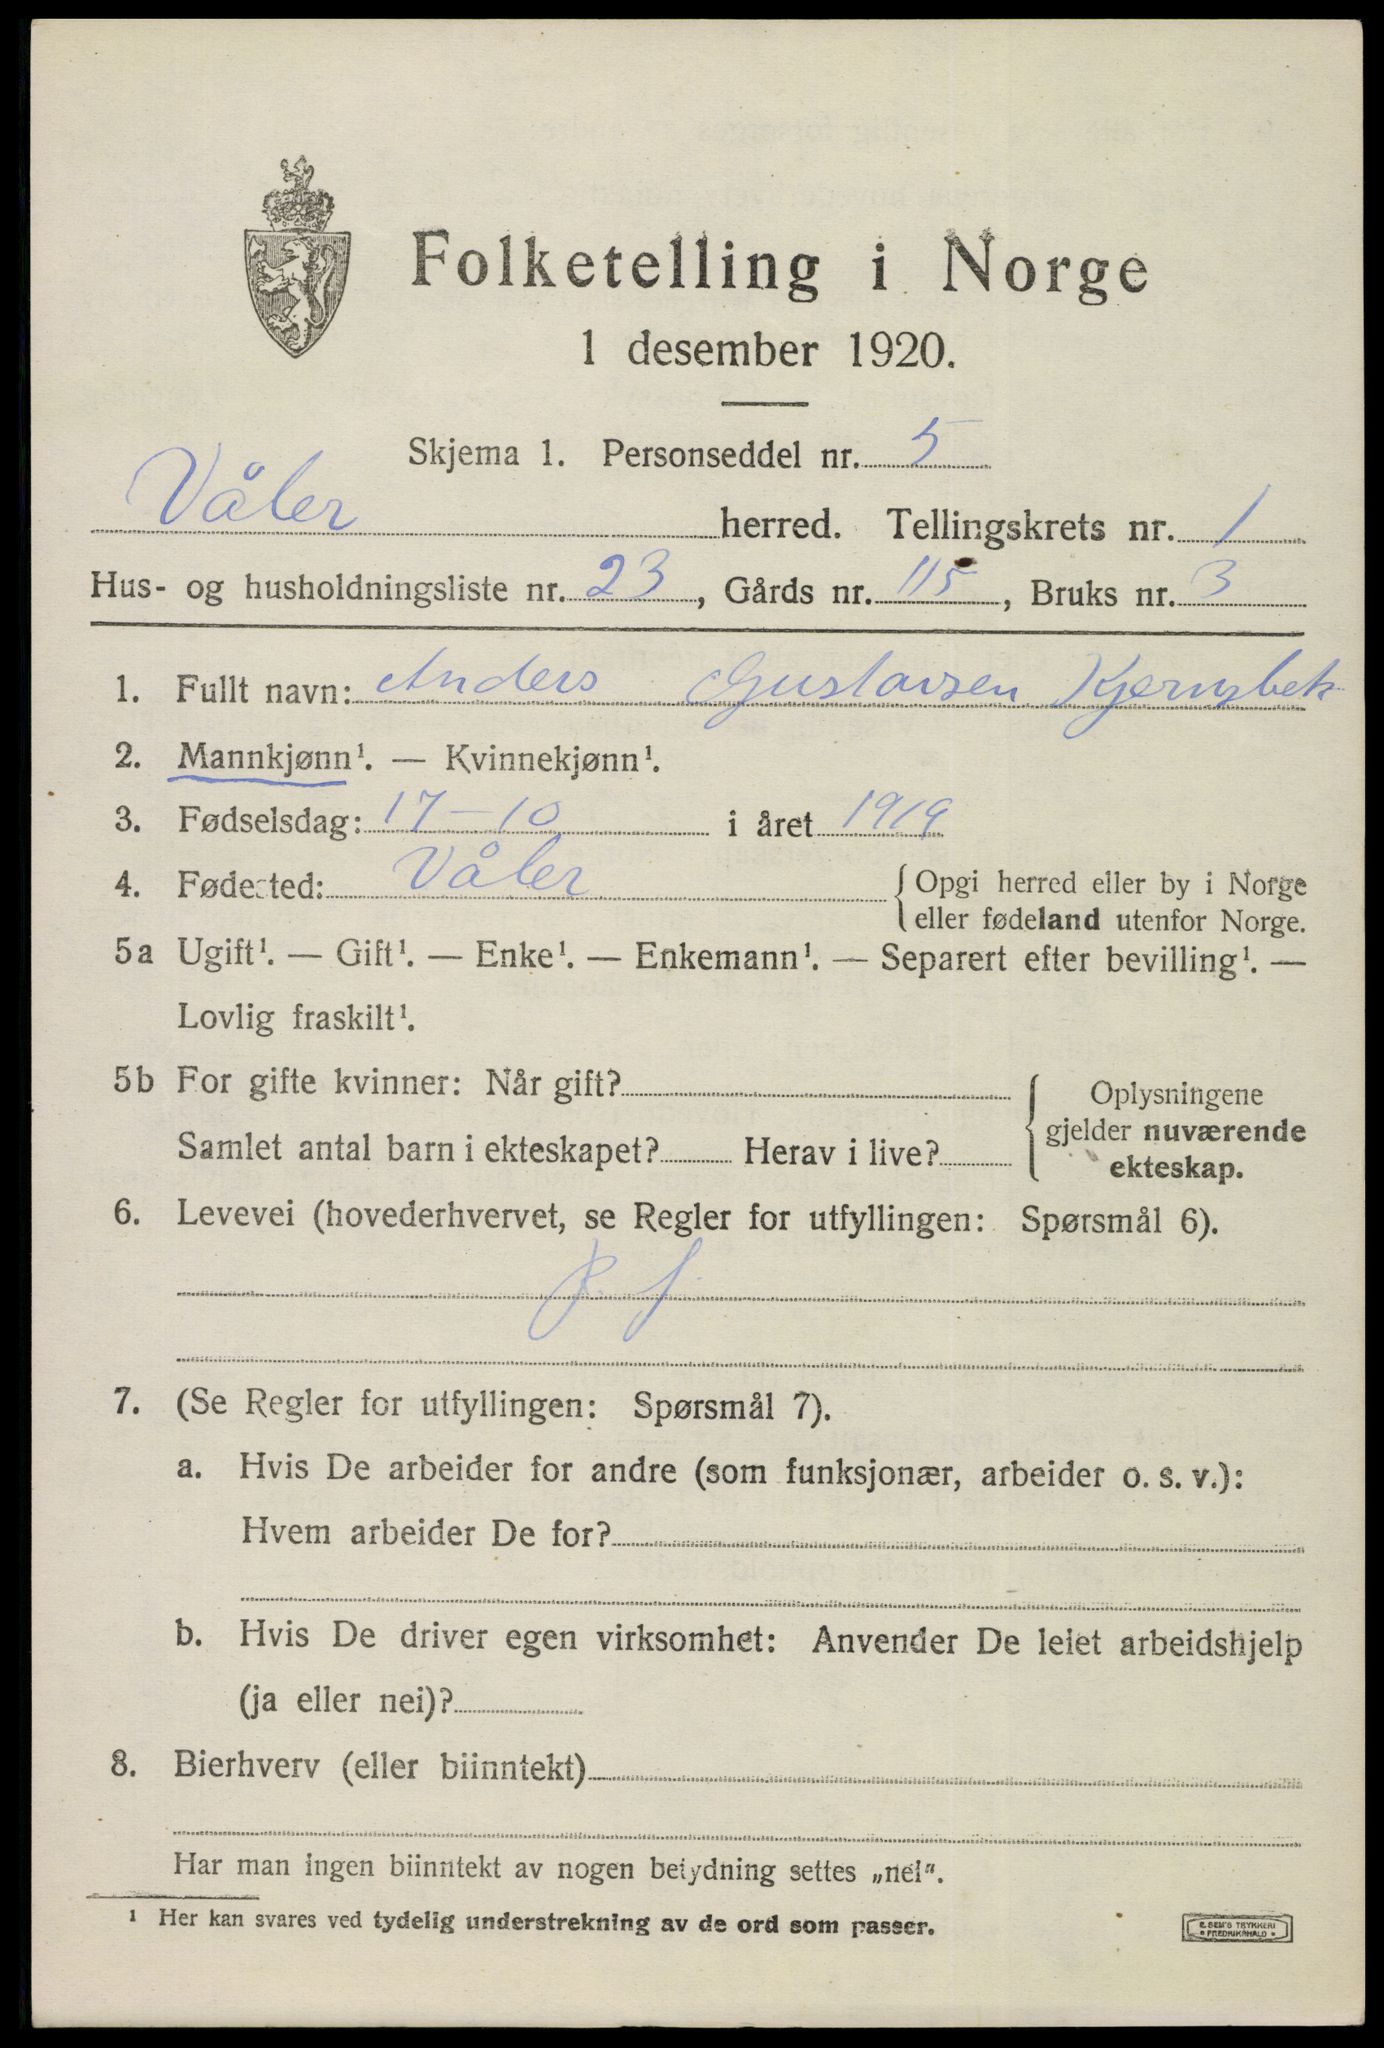 Folketelling i Norge
1 desember 1920.
Skjema 1. Personseddel nr. 5
Våler herred. Tellingskrets nr. 1
Hus- og husholdningsliste nr. 23, Gårds nr. 115, Bruks nr. 3
1. Fullt navn: Anders Gustavsen Kjernsbek
2. Mannkjønn¹. — Kvinnekjønn¹.
3. Fødselsdag: 17-10 i året 1919
4. Fødested: Våler { Opgi herred eller by i Norge
eller fødeland utenfor Norge.
5a Ugift¹. — Gift¹. — Enke¹. — Enkemann¹. — Separert efter bevilling¹. —
Lovlig fraskilt¹.
5b For gifte kvinner: Når gift? { Oplysningene
gjelder nuværende
Samlet antal barn i ekteskapet? Herav i live?
ekteskap.
6. Levevei (hovederhvervet, se Regler for utfyllingen: Spørsmål 6).
7. (Se Regler for utfyllingen: Spørsmål 7).
a. Hvis De arbeider for andre (som funksjonær, arbeider o. s. v.):
Hvem arbeider De for?
b. Hvis De driver egen virksomhet: Anvender De leiet arbeidshjelp
(ja eller nei)?
8. Bierhverv (eller biinntekt)
Har man ingen biinntekt av nogen betydning settes „nei".
¹ Her kan svares ved tydelig understrekning av de ord som passer.
E. SEM'S TRYKKERI
FREDRIKSHALD